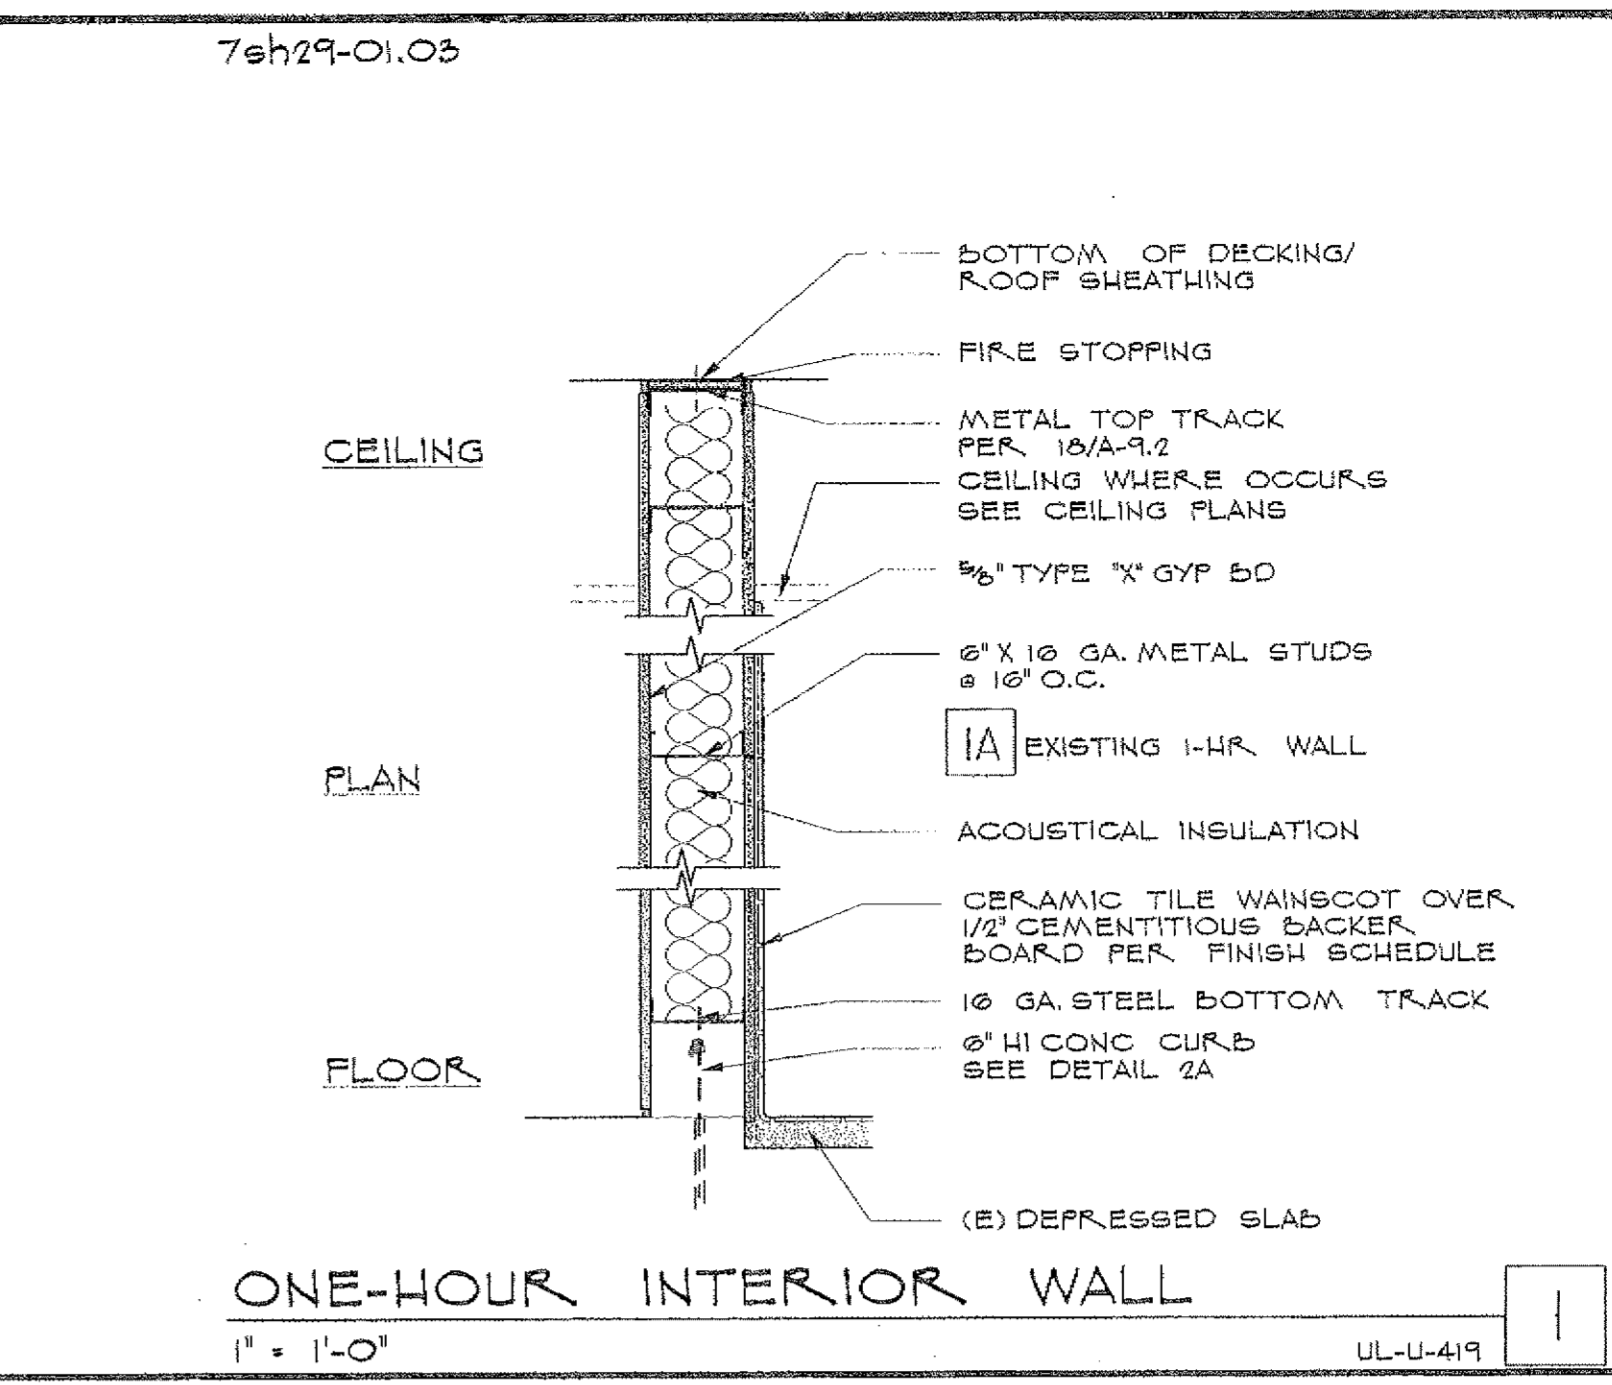 7sh29-01.03
BOTTOM OF DECKING/
ROOF SHEATHING
FIRE STOPPING
METAL TOP TRACK
PER 18/A-9.2
CEILING
CEILING WHERE OCCURS
SEE CEILING PLANS
5/8" TYPE "X" GYP BD
6" X 16 GA. METAL STUDS
@ 16" O.C.
1A EXISTING 1-HR WALL
PLAN
ACOUSTICAL INSULATION
CERAMIC TILE WAINSCOT OVER
1/2" CEMENTITIOUS BACKER
BOARD PER FINISH SCHEDULE
16 GA. STEEL BOTTOM TRACK
6" HI CONC CURB
SEE DETAIL 2A
FLOOR
(E) DEPRESSED SLAB
ONE-HOUR INTERIOR WALL
1" = 1'-0"
UL-U-419
1